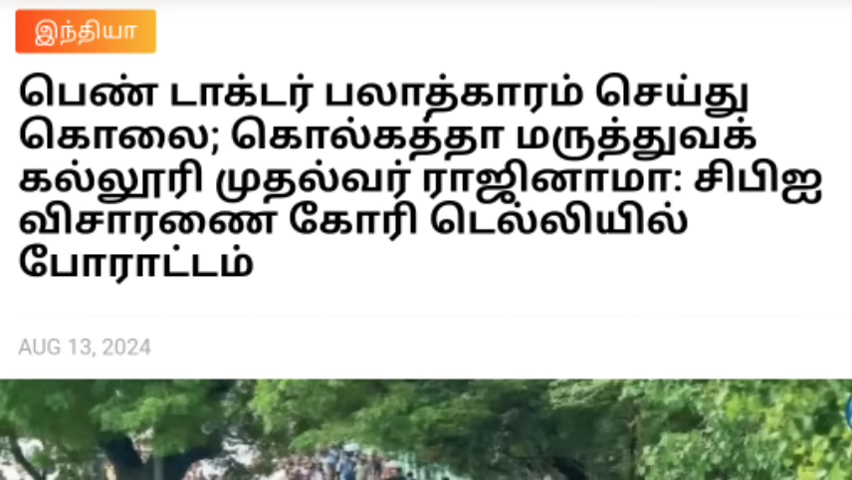 இந்தியா
பெண் டாக்டர் பலாத்காரம் செய்து
கொலை; கொல்கத்தா மருத்துவக்
கல்லூரி முதல்வர் ராஜினாமா: சிபிஐ
விசாரணை கோரி டெல்லியில்
போராட்டம்
AUG 13, 2024